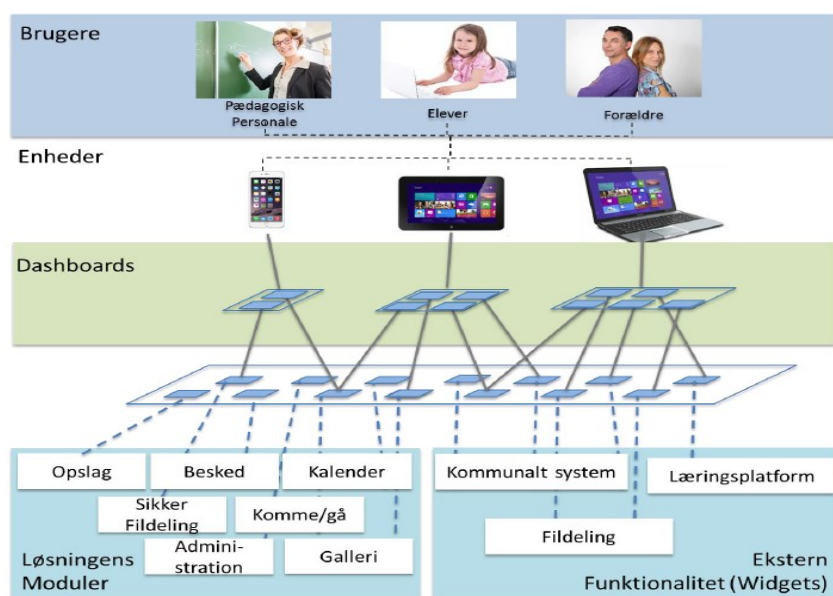 Brugere
Pædagogisk
Personale
Elever
Forældre
Enheder
Dashboards
Opslag
Besked
Kalender
Sikker
Fildeling
Komme/gå
Admini-
stration
Galleri
Løsningens
Moduler
Kommunalt system
Læringsplatform
Fildeling
Ekstern
Funktionalitet (Widgets)